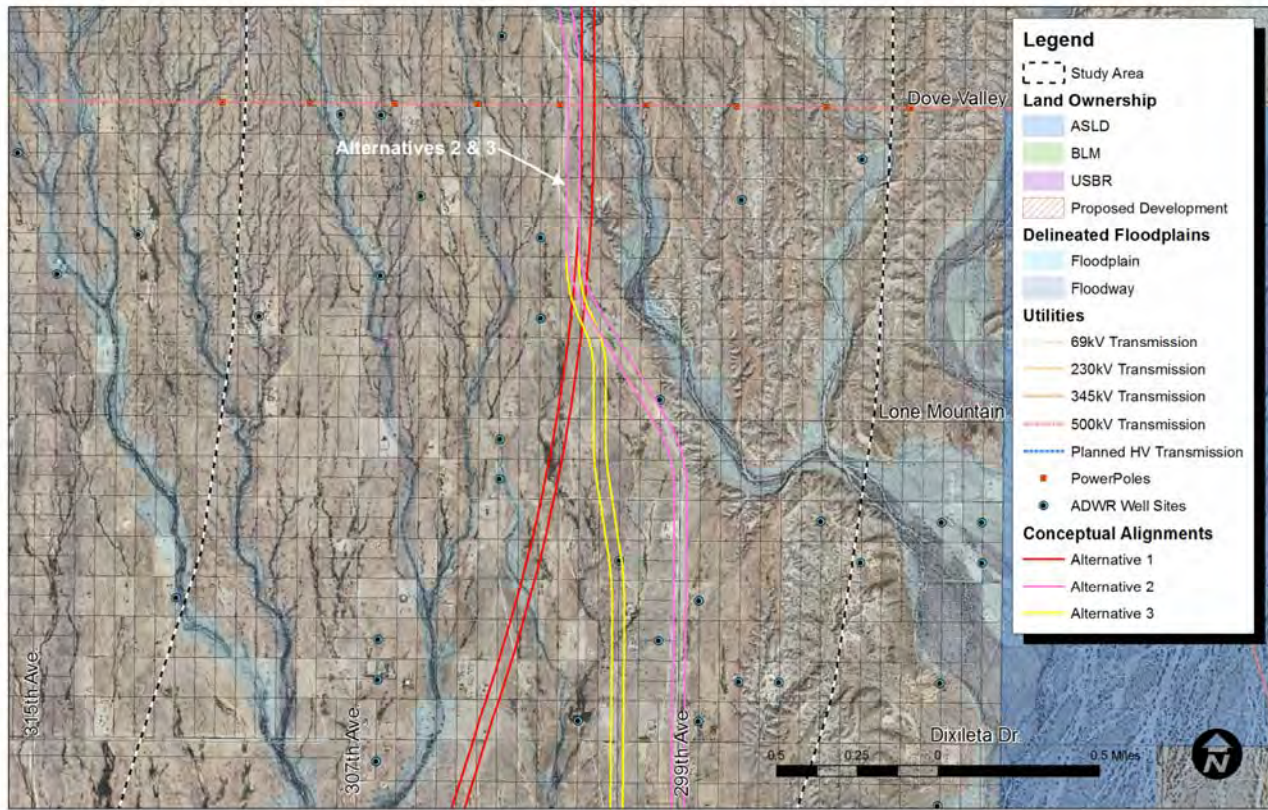 Legend
Study Area
Land Ownership
ASLD
BLM
USBR
Proposed Development
Delineated Floodplains
Floodplain
Floodway
Utilities
69kV Transmission
230kV Transmission
345kV Transmission
500kV Transmission
Planned HV Transmission
PowerPoles
ADWR Well Sites
Conceptual Alignments
Alternative 1
Alternative 2
Alternative 3
Dove Valley
Alternatives 2 & 3
Lone Mountain
315th Ave.
307th Ave.
299th Ave.
Dixileta Dr.
0.5 0.25 0 0.5 Miles
N